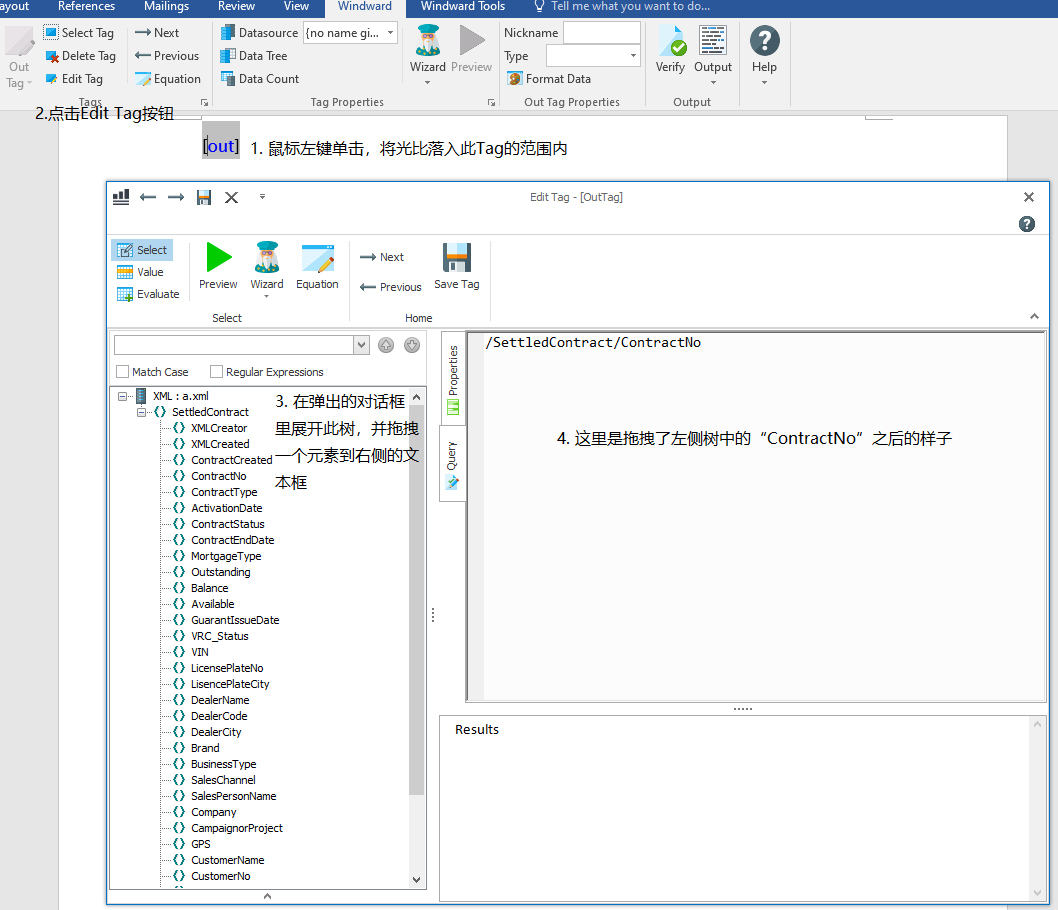 ayout References Mailings Review View Windward Windward Tools Tell me what you want to do...
Select Tag Next Datasource {no name gi... Nickname
Out Delete Tag Previous Data Tree Wizard Preview Type Verify Output Help
Tag Edit Tag Equation Data Count Format Data
Tags Tag Properties Out Tag Properties Output
2.点击Edit Tag按钮
[out] 1. 鼠标左键单击，将光比落入此Tag的范围内
Edit Tag - [OutTag]
Select
Value
Evaluate
Preview Wizard Equation
Next
Previous
Save Tag
Select Home
Match Case Regular Expressions
XML : a.xml
SettledContract
XMLCreator
XMLCreated
ContractCreated
ContractNo
ContractType
ActivationDate
ContractStatus
ContractEndDate
MortgageType
Outstanding
Balance
Available
GuarantIssueDate
VRC_Status
VIN
LicensePlateNo
LisencePlateCity
DealerName
DealerCode
DealerCity
Brand
BusinessType
SalesChannel
SalesPersonName
Company
CampaignorProject
GPS
CustomerName
CustomerNo
3. 在弹出的对话框
里展开此树，并拖拽
一个元素到右侧的文
本框
Properties
Query
/SettledContract/ContractNo
4. 这里是拖拽了左侧树中的“ContractNo”之后的样子
Results